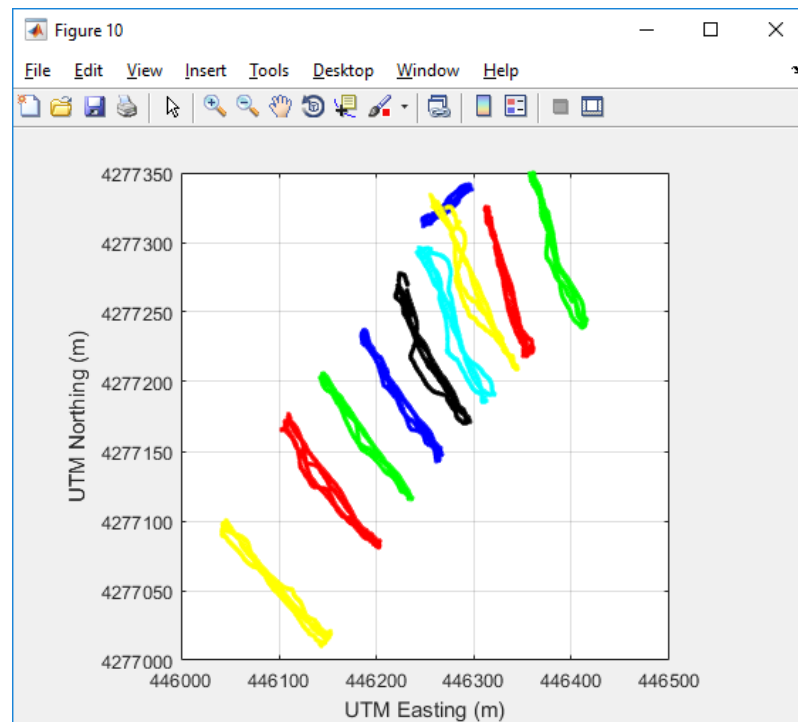 Figure 10
File Edit View Insert Tools Desktop Window Help
4277350
4277300
4277250
4277200
4277150
4277100
4277050
4277000
UTM Northing (m)
446000 446100 446200 446300 446400 446500
UTM Easting (m)